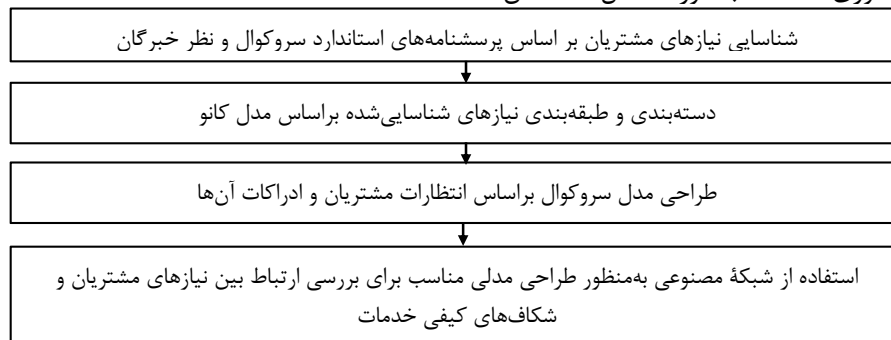 شناسایی نیازهای مشتریان بر اساس پرسشنامه‌های استاندارد سروکوال و نظر خبرگان
دسته‌بندی و طبقه‌بندی نیازهای شناسایی‌شده براساس مدل کانو
طراحی مدل سروکوال براساس انتظارات مشتریان و ادراکات آن‌ها
استفاده از شبکهٔ مصنوعی به‌منظور طراحی مدلی مناسب برای بررسی ارتباط بین نیازهای مشتریان و
شکاف‌های کیفی خدمات